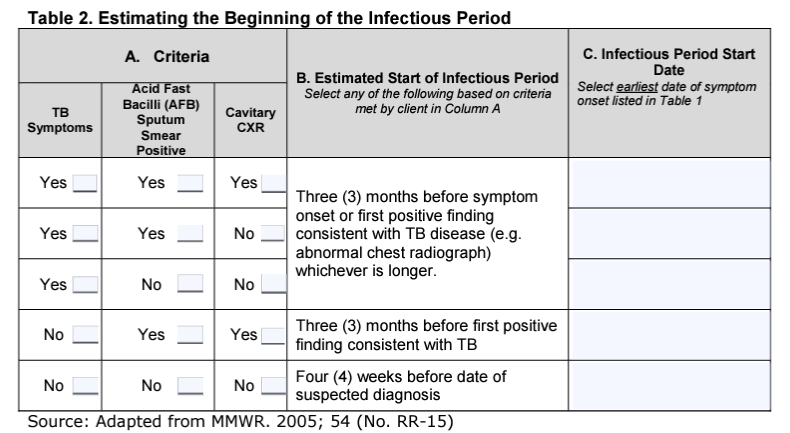 Table 2. Estimating the Beginning of the Infectious Period
A. Criteria
B. Estimated Start of Infectious Period
Select any of the following based on criteria
met by client in Column A
C. Infectious Period Start
Date
Select earliest date of symptom
onset listed in Table 1
TB
Symptoms
Acid Fast
Bacilli (AFB)
Sputum
Smear
Positive
Cavitary
CXR
Yes Yes Yes
Three (3) months before symptom
onset or first positive finding
consistent with TB disease (e.g.
abnormal chest radiograph)
whichever is longer.
Yes Yes No
Yes No No
No Yes Yes
Three (3) months before first positive
finding consistent with TB
No No No
Four (4) weeks before date of
suspected diagnosis
Source: Adapted from MMWR. 2005; 54 (No. RR-15)